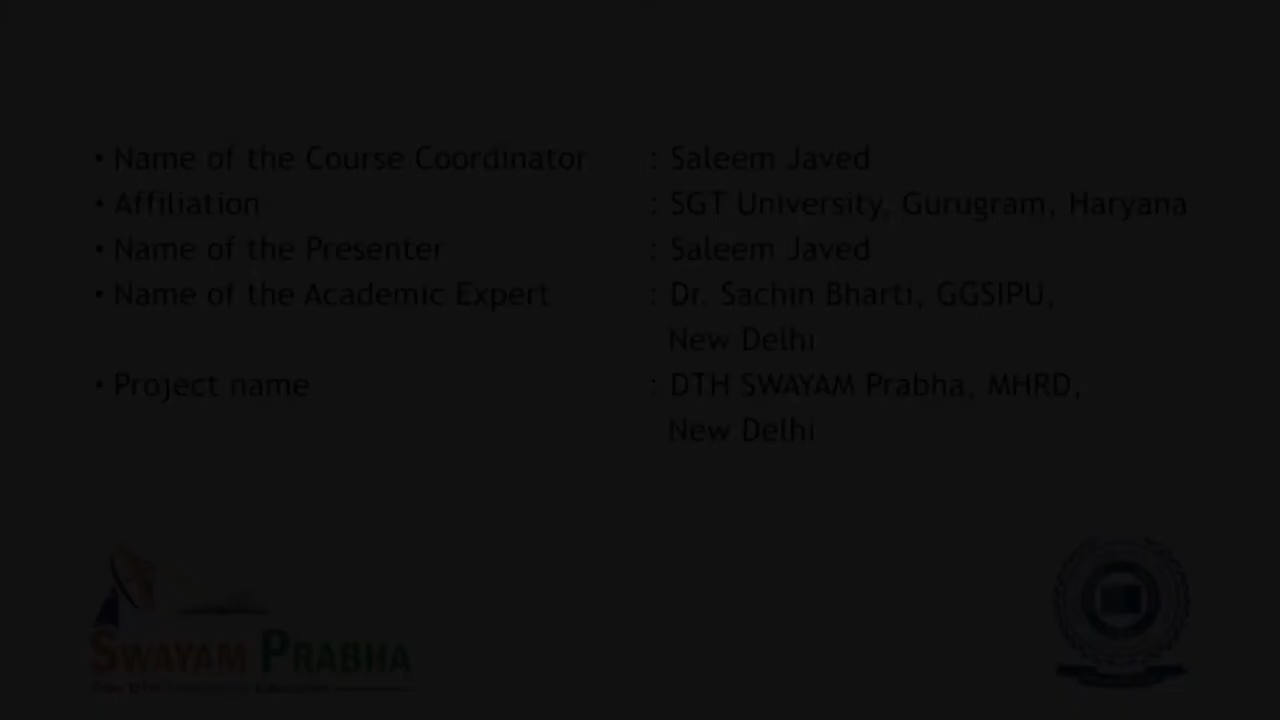 • Name of the Course Coordinator : Saleem Javed
• Affiliation : SGT University, Gurugram, Haryana
• Name of the Presenter : Saleem Javed
• Name of the Academic Expert : Dr. Sachin Bharti, GGSIPU,
New Delhi
• Project name : DTH SWAYAM Prabha, MHRD,
New Delhi
SWAYAM PRABHA